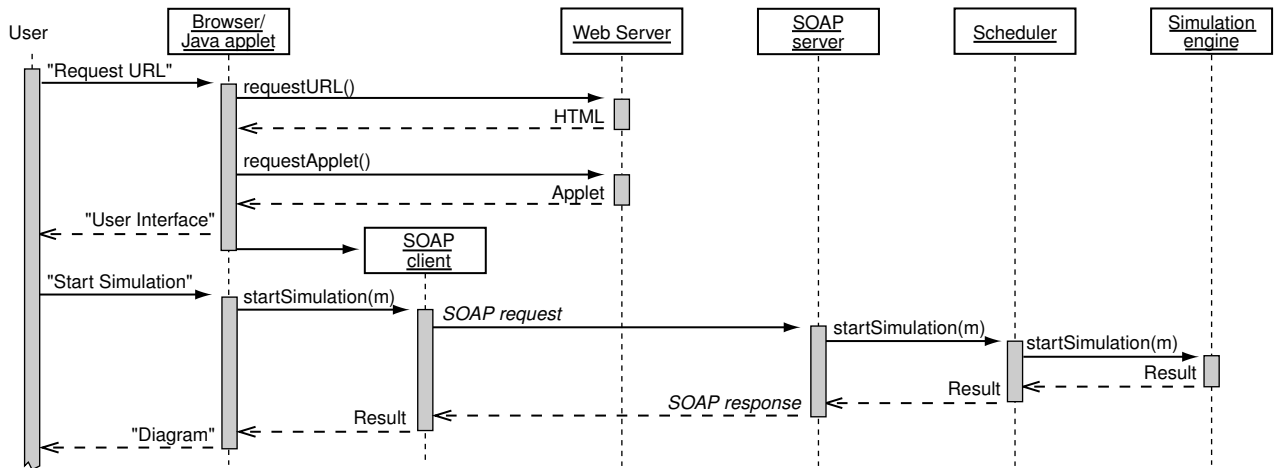 User
Browser/
Java applet
Web Server
SOAP
server
Scheduler
Simulation
engine
"Request URL"
requestURL()
HTML
requestApplet()
Applet
"User Interface"
SOAP
client
"Start Simulation"
startSimulation(m)
SOAP request
startSimulation(m)
startSimulation(m)
Result
Result
SOAP response
Result
"Diagram"